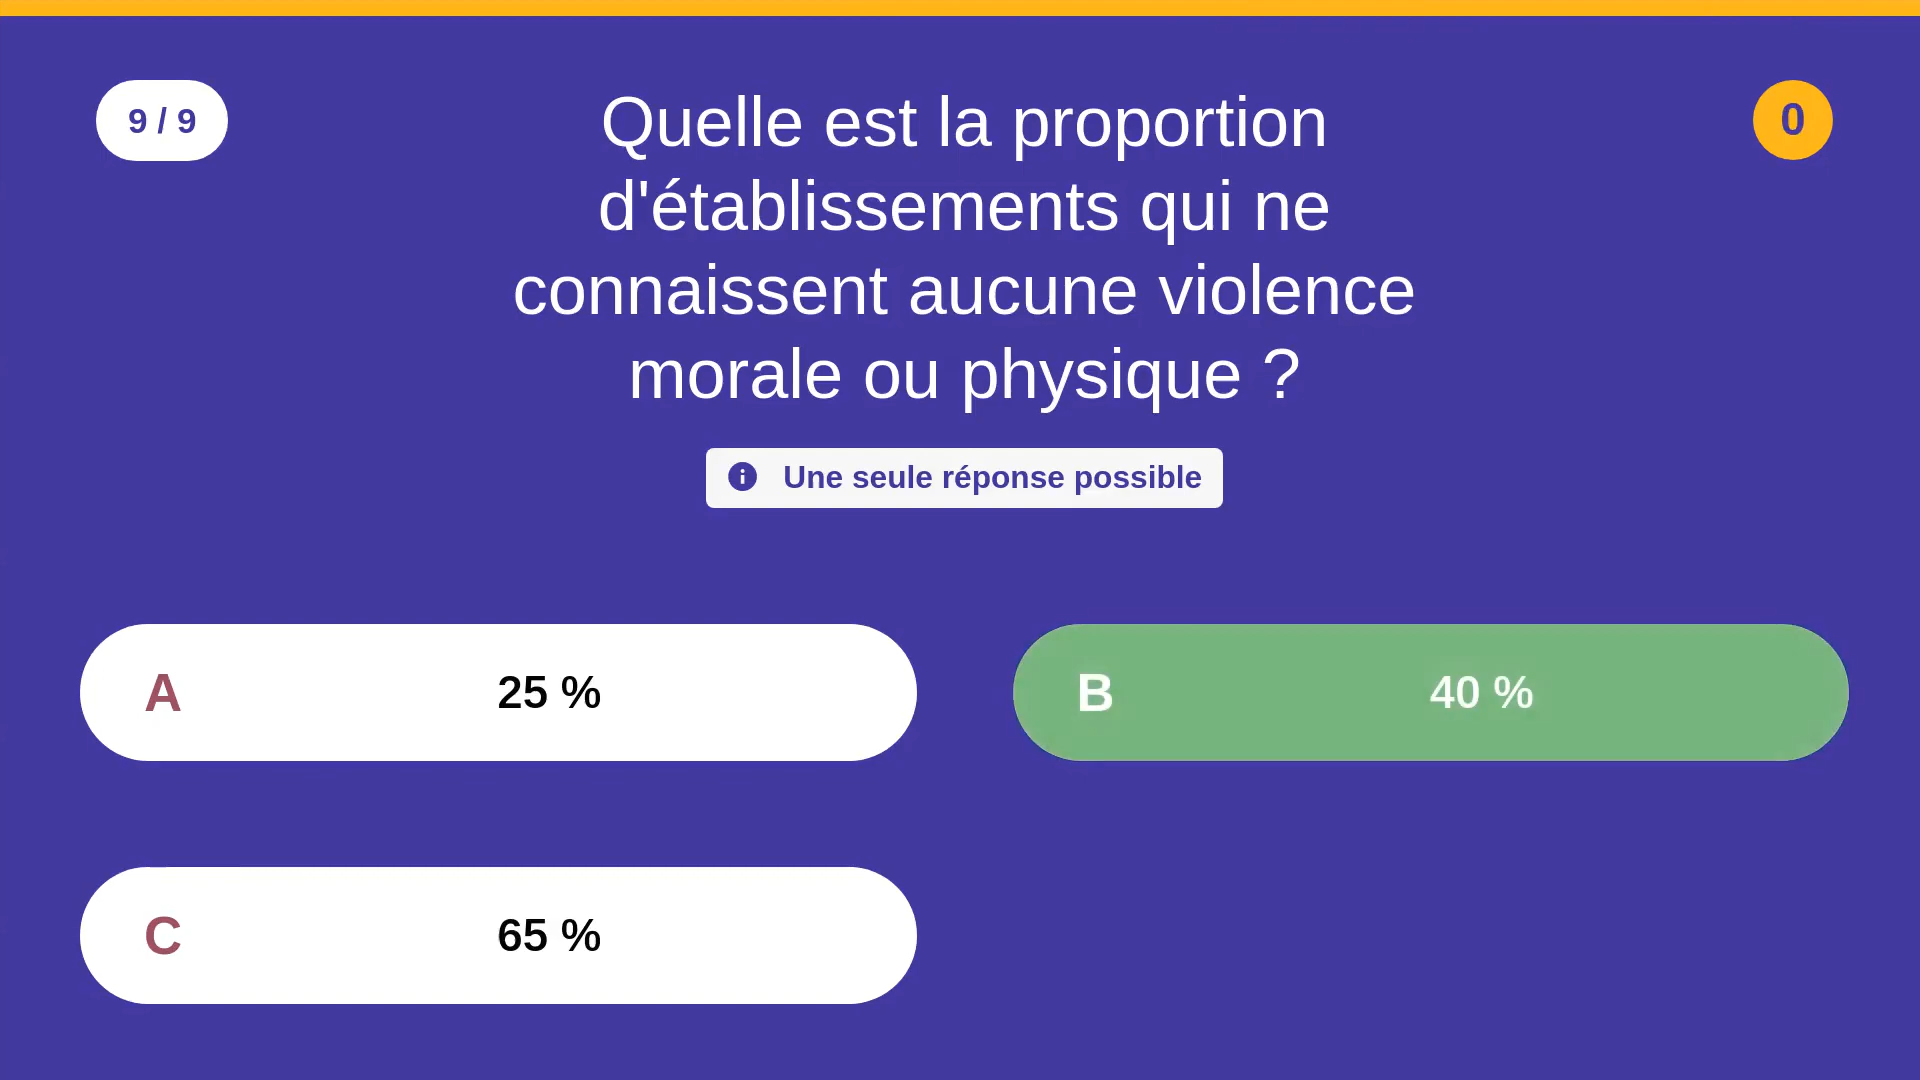 9 / 9
Quelle est la proportion
d'établissements qui ne
connaissent aucune violence
morale ou physique ?
0
Une seule réponse possible
A 25 %
B 40 %
C 65 %